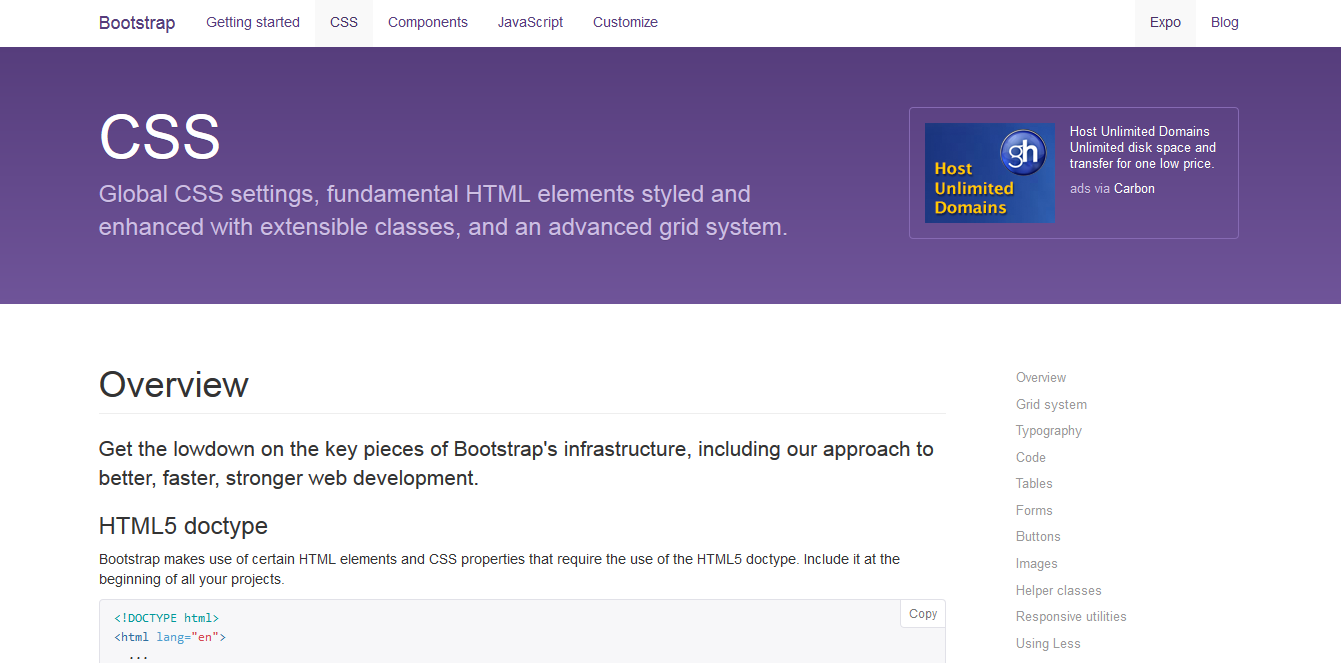 Bootstrap Getting started CSS Components JavaScript Customize Expo Blog
CSS
Global CSS settings, fundamental HTML elements styled and
enhanced with extensible classes, and an advanced grid system.
gh
Host
Unlimited
Domains
Host Unlimited Domains
Unlimited disk space and
transfer for one low price.
ads via Carbon
Overview
Get the lowdown on the key pieces of Bootstrap's infrastructure, including our approach to
better, faster, stronger web development.
HTML5 doctype
Bootstrap makes use of certain HTML elements and CSS properties that require the use of the HTML5 doctype. Include it at the
beginning of all your projects.
Copy
<!DOCTYPE html>
<html lang="en">
...
Overview
Grid system
Typography
Code
Tables
Forms
Buttons
Images
Helper classes
Responsive utilities
Using Less